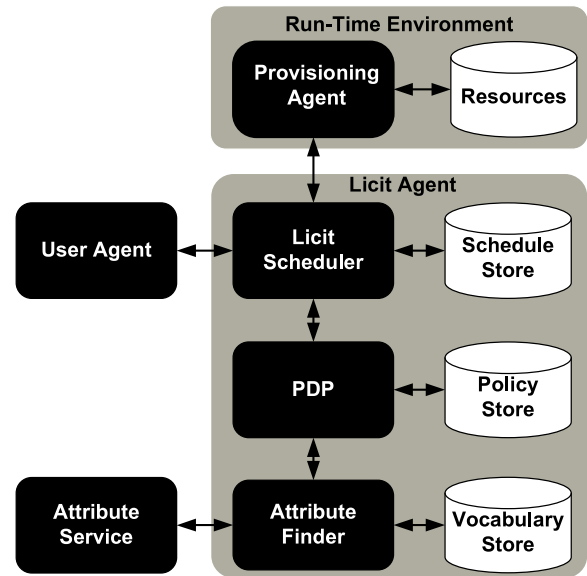 Run-Time Environment
Provisioning
Agent
Resources
Licit Agent
User Agent
Licit
Scheduler
Schedule
Store
PDP
Policy
Store
Attribute
Service
Attribute
Finder
Vocabulary
Store